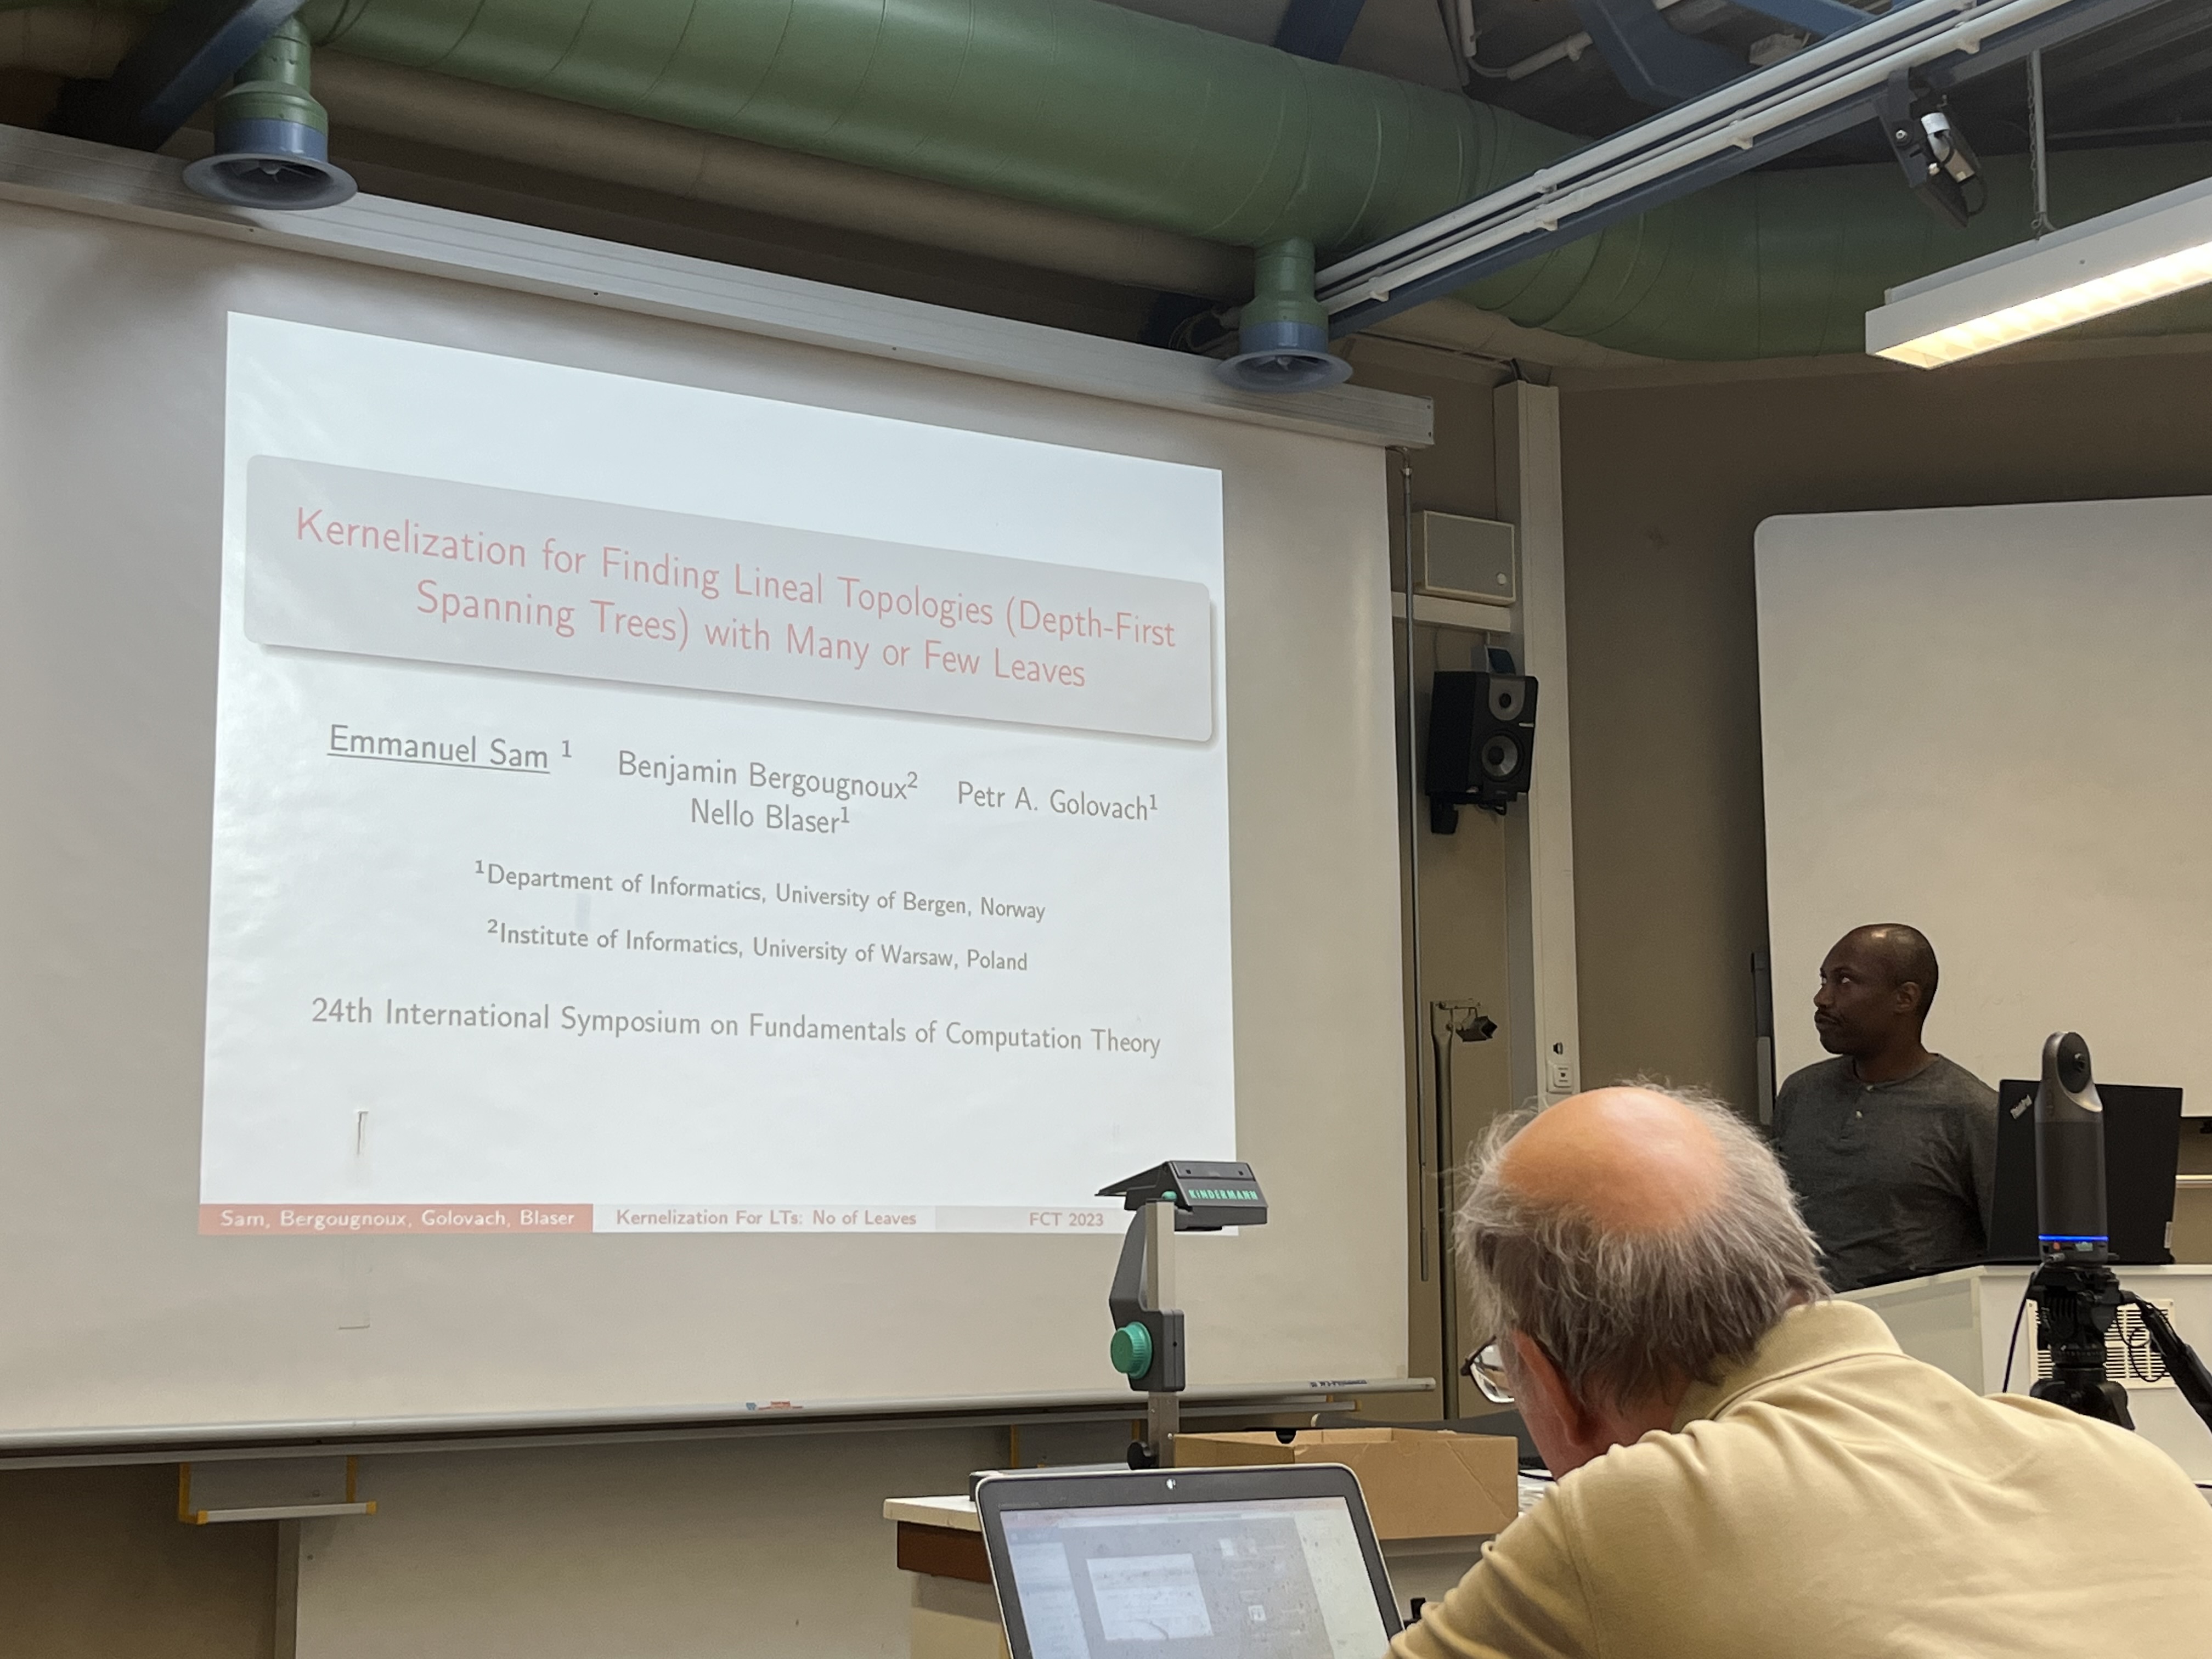 Kernelization for Finding Lineal Topologies (Depth-First
Spanning Trees) with Many or Few Leaves
Emmanuel Sam ¹ Benjamin Bergougnoux² Petr A. Golovach¹
Nello Blaser¹
¹Department of Informatics, University of Bergen, Norway
²Institute of Informatics, University of Warsaw, Poland
24th International Symposium on Fundamentals of Computation Theory
Sam, Bergougnoux, Golovach, Blaser Kernelization For LTs: No of Leaves FCT 2023
KINDERMANN
ThinkPad